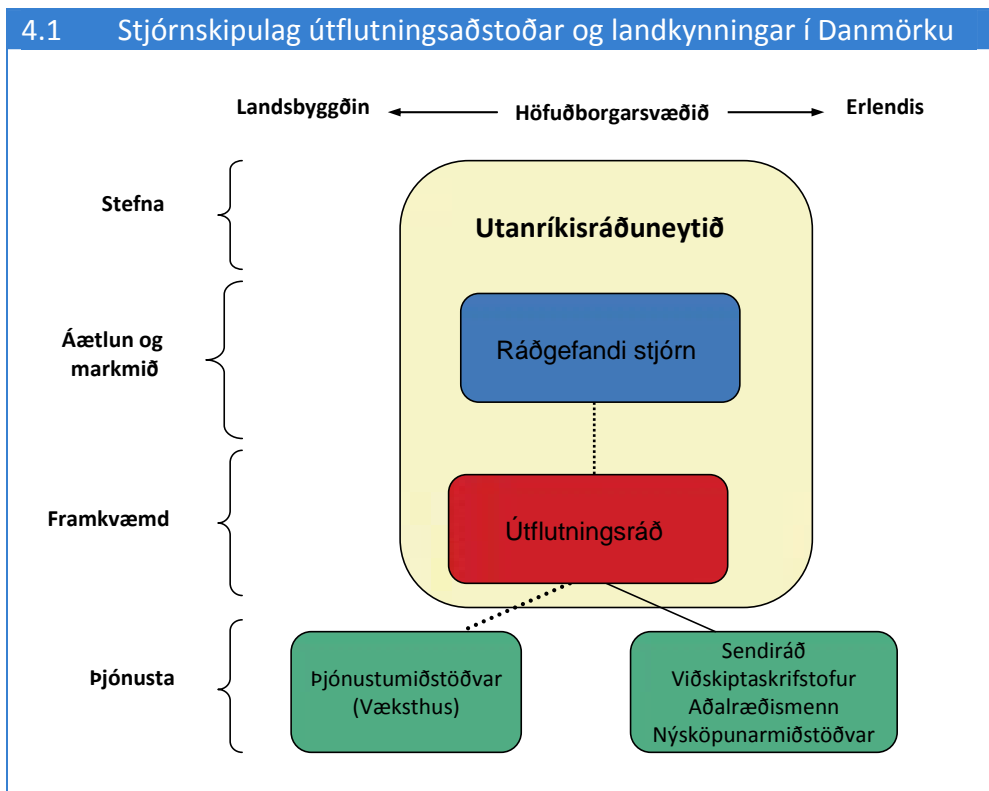 4.1 Stjórnskipulag útflutningsaðstoðar og landkynningar í Danmörku
Landsbyggðin Höfuðborgarsvæðið Erlendis
Stefna
Utanríkisráðuneytið
Áætlun og
markmið
Ráðgefandi stjórn
Framkvæmd
Útflutningsráð
Þjónusta
Þjónustumiðstöðvar
(Væksthus)
Sendiráð
Viðskiptaskrifstofur
Aðalræðismenn
Nýsköpunarmiðstöðvar